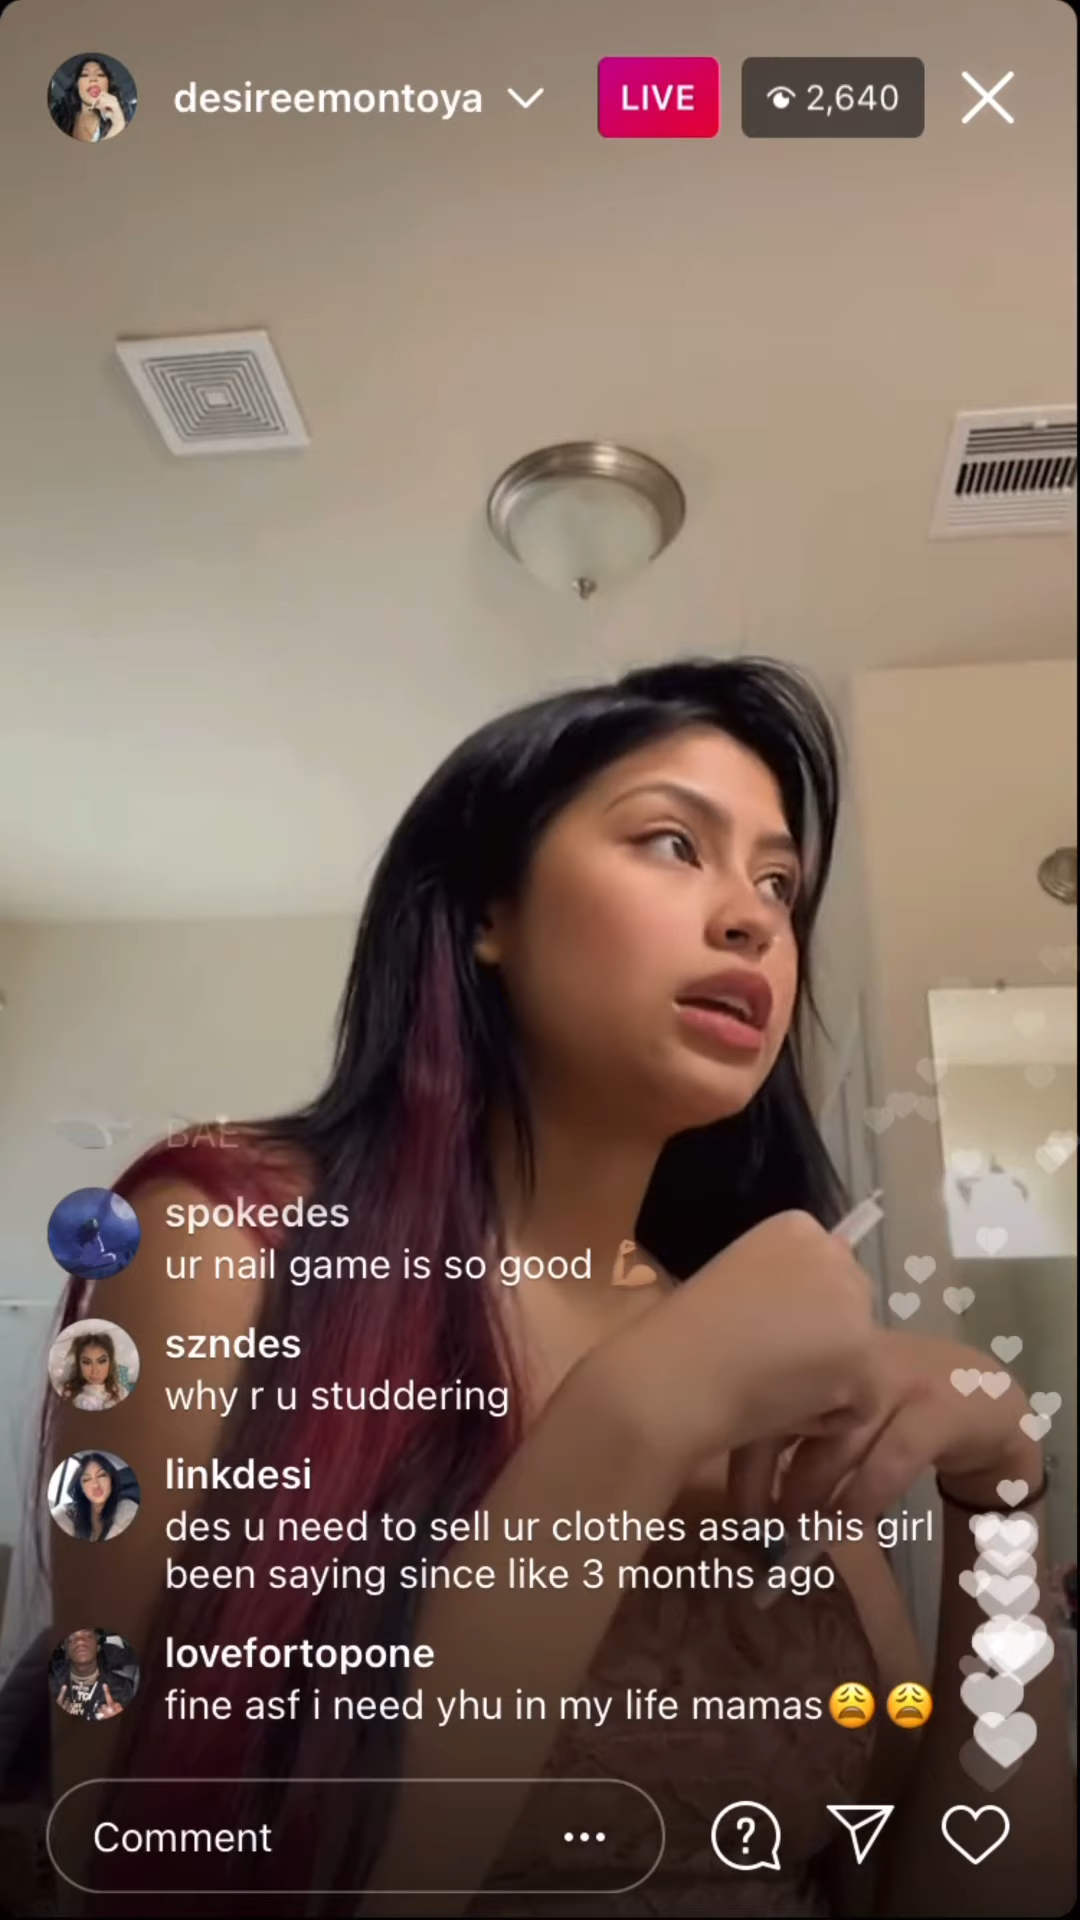 desireemontoya
LIVE
2,640
BAE
spokedes
ur nail game is so good 💪🏼
szndes
why r u studdering
linkdesi
des u need to sell ur clothes asap this girl
been saying since like 3 months ago
lovefortopone
fine asf i need yhu in my life mamas😩😩
Comment